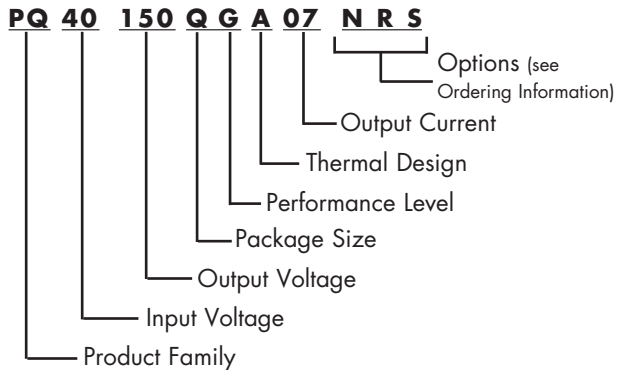 PQ 40 150 Q G A 07 N R S
Options (see
Ordering Information)
Output Current
Thermal Design
Performance Level
Package Size
Output Voltage
Input Voltage
Product Family